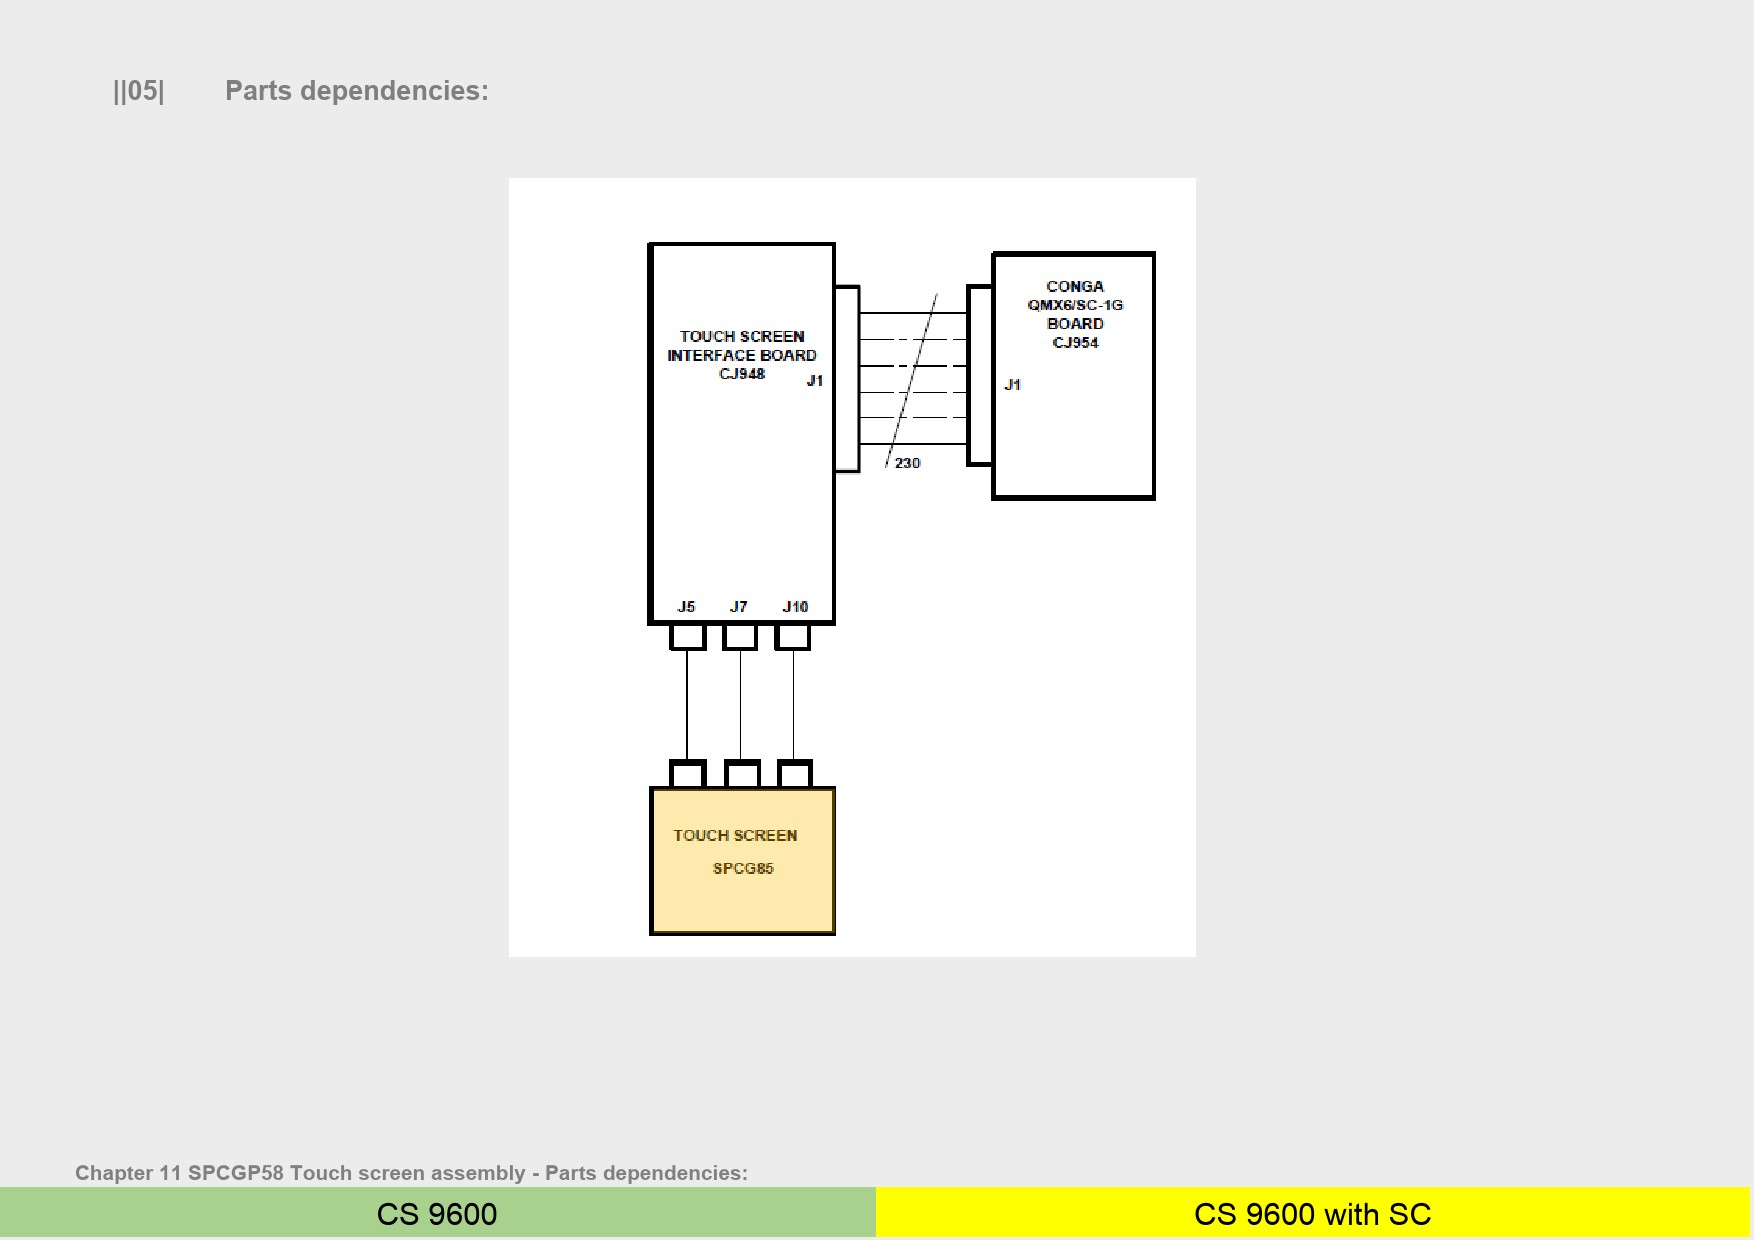 ||05| Parts dependencies:
TOUCH SCREEN
INTERFACE BOARD
CJ948
J1
CONGA
QMX6/SC-1G
BOARD
CJ954
J1
230
J5 J7 J10
TOUCH SCREEN
SPCG85
Chapter 11 SPCGP58 Touch screen assembly - Parts dependencies:
CS 9600 CS 9600 with SC